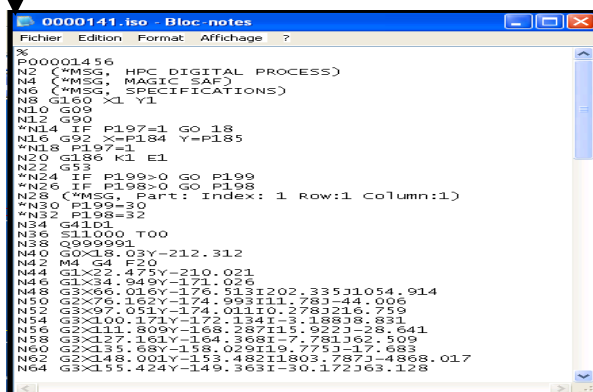 0000141.iso - Bloc-notes
Fichier Edition Format Affichage ?
%
P00001456
N2 (*MSG, HPC DIGITAL PROCESS)
N4 (*MSG, MAGIC SAF)
N6 (*MSG, SPECIFICATIONS)
N8 G160 X1 Y1
N10 G09
N12 G90
*N14 IF P197=1 GO 18
N16 G92 X=P184 Y=P185
*N18 P197=1
N20 G186 K1 E1
N22 G53
*N24 IF P199>0 GO P199
*N26 IF P198>0 GO P198
N28 (*MSG, Part: Index: 1 Row:1 Column:1)
*N30 P199=30
*N32 P198=32
N34 G41D1
N36 S11000 T00
N38 Q999991
N40 G0X18.03Y-212.312
N42 M4 G4 F20
N44 G1X22.475Y-210.021
N46 G1X34.949Y-171.026
N48 G3X66.016Y-176.513I202.335J1054.914
N50 G2X76.162Y-174.993I11.78J-44.006
N52 G3X97.051Y-174.011I0.278J216.759
N54 G3X100.171Y-172.134I-3.188J8.831
N56 G2X111.809Y-168.287I15.922J-28.641
N58 G3X127.161Y-164.368I-7.781J62.509
N60 G2X135.68Y-158.029I19.775J-17.683
N62 G2X148.001Y-153.482I1803.787J-4868.017
N64 G3X155.424Y-149.363I-30.172J63.128